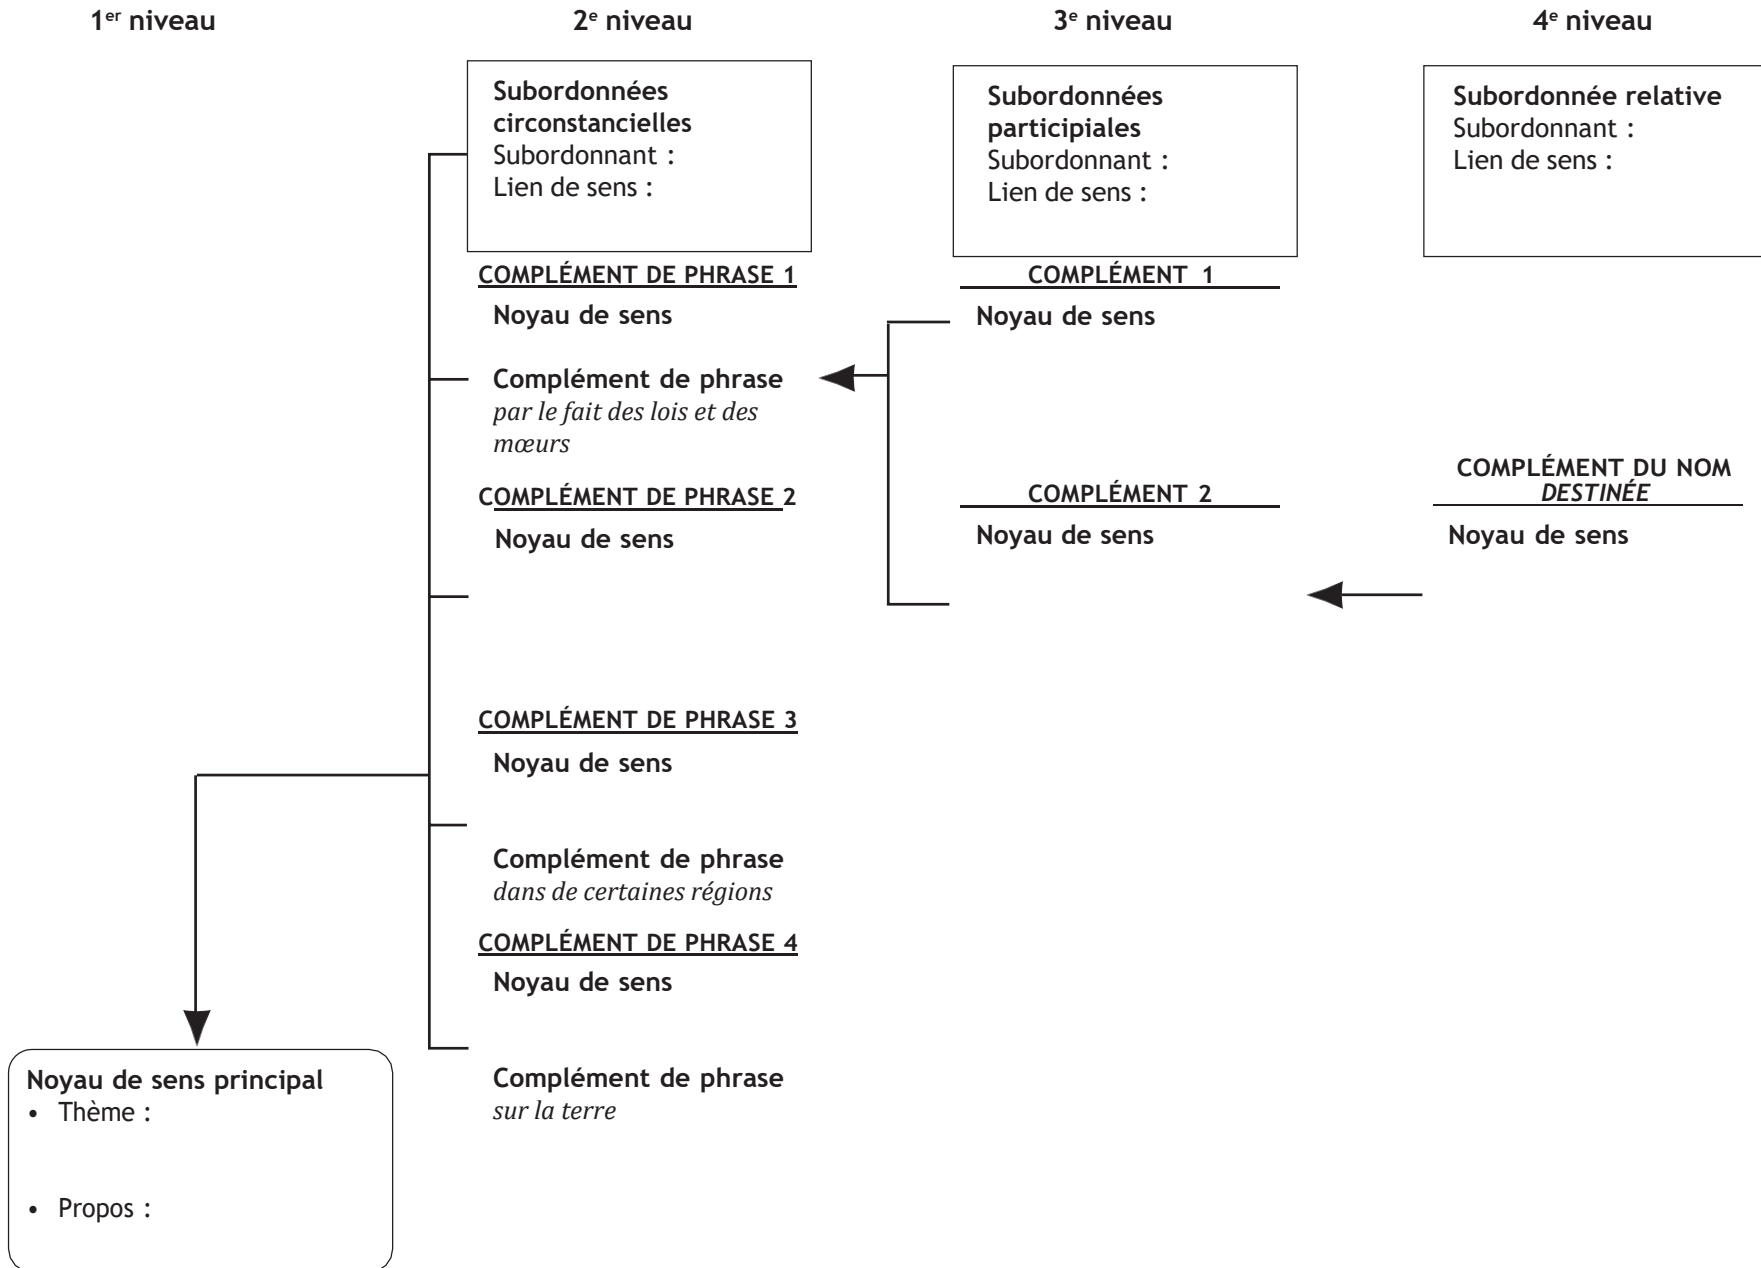 1er niveau
2e niveau
3e niveau
4e niveau
Subordonnées
circonstancielles
Subordonnant :
Lien de sens :
Subordonnées
participiales
Subordonnant :
Lien de sens :
Subordonnée relative
Subordonnant :
Lien de sens :
COMPLÉMENT DE PHRASE 1
Noyau de sens
Complément de phrase
par le fait des lois et des
mœurs
COMPLÉMENT DE PHRASE 2
Noyau de sens
COMPLÉMENT DE PHRASE 3
Noyau de sens
Complément de phrase
dans de certaines régions
COMPLÉMENT DE PHRASE 4
Noyau de sens
Complément de phrase
sur la terre
COMPLÉMENT 1
Noyau de sens
COMPLÉMENT 2
Noyau de sens
COMPLÉMENT DU NOM
DESTINÉE
Noyau de sens
Noyau de sens principal
• Thème :
• Propos :